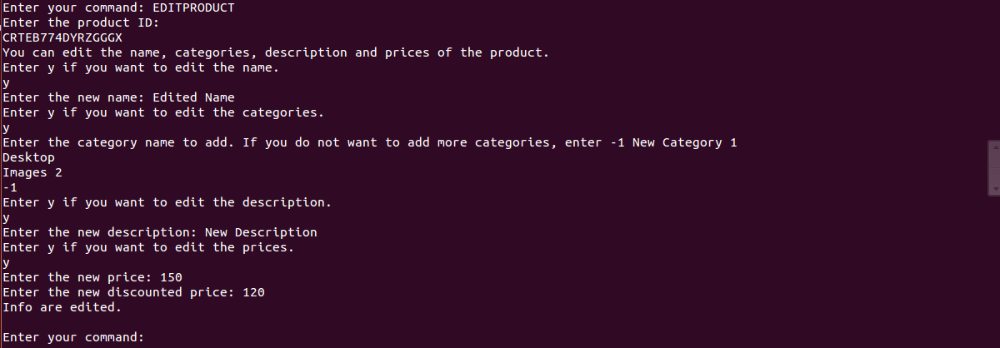 Enter your command: EDITPRODUCT
Enter the product ID:
CRTEB774DYRZGGGX
You can edit the name, categories, description and prices of the product.
Enter y if you want to edit the name.
y
Enter the new name: Edited Name
Enter y if you want to edit the categories.
y
Enter the category name to add. If you do not want to add more categories, enter -1 New Category 1
Desktop
Images 2
-1
Enter y if you want to edit the description.
y
Enter the new description: New Description
Enter y if you want to edit the prices.
y
Enter the new price: 150
Enter the new discounted price: 120
Info are edited.
Enter your command: